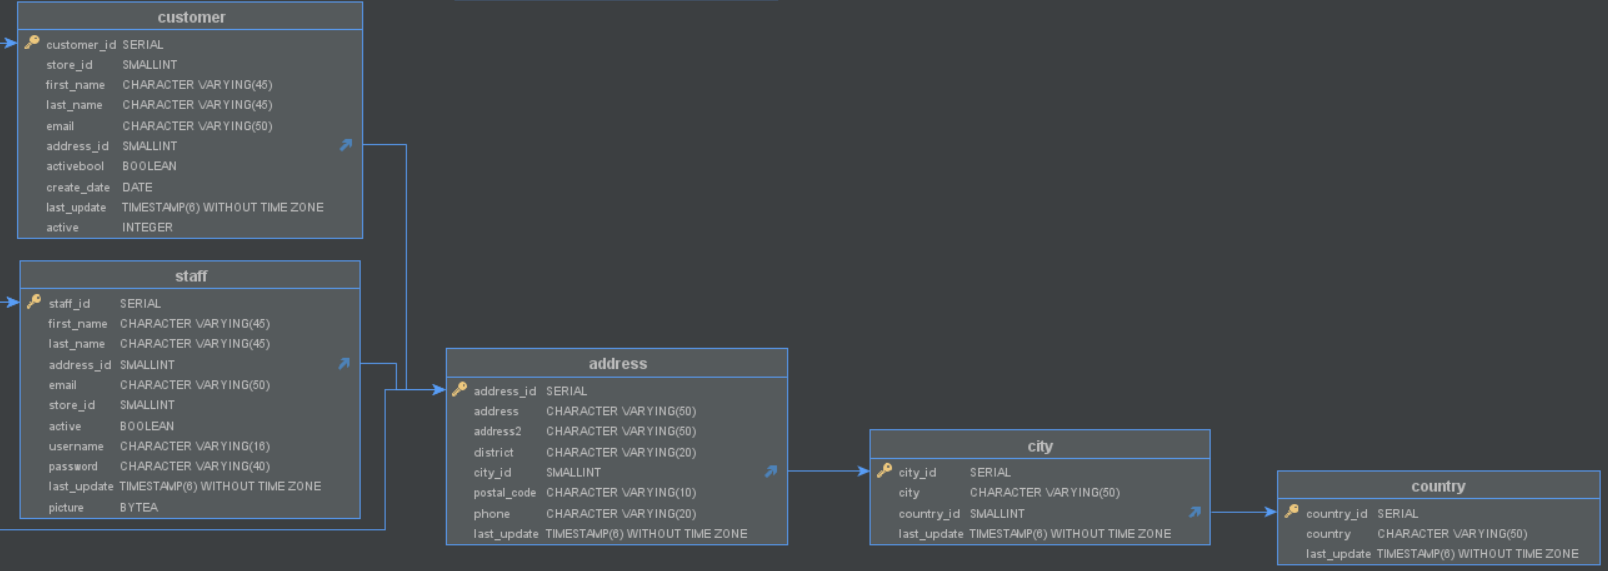 customer
customer_id SERIAL
store_id SMALLINT
first_name CHARACTER VARYING(45)
last_name CHARACTER VARYING(45)
email CHARACTER VARYING(50)
address_id SMALLINT
activebool BOOLEAN
create_date DATE
last_update TIMESTAMP(6) WITHOUT TIME ZONE
active INTEGER
staff
staff_id SERIAL
first_name CHARACTER VARYING(45)
last_name CHARACTER VARYING(45)
address_id SMALLINT
email CHARACTER VARYING(50)
store_id SMALLINT
active BOOLEAN
username CHARACTER VARYING(16)
password CHARACTER VARYING(40)
last_update TIMESTAMP(6) WITHOUT TIME ZONE
picture BYTEA
address
address_id SERIAL
address CHARACTER VARYING(50)
address2 CHARACTER VARYING(50)
district CHARACTER VARYING(20)
city_id SMALLINT
postal_code CHARACTER VARYING(10)
phone CHARACTER VARYING(20)
last_update TIMESTAMP(6) WITHOUT TIME ZONE
city
city_id SERIAL
city CHARACTER VARYING(50)
country_id SMALLINT
last_update TIMESTAMP(6) WITHOUT TIME ZONE
country
country_id SERIAL
country CHARACTER VARYING(50)
last_update TIMESTAMP(6) WITHOUT TIME ZONE